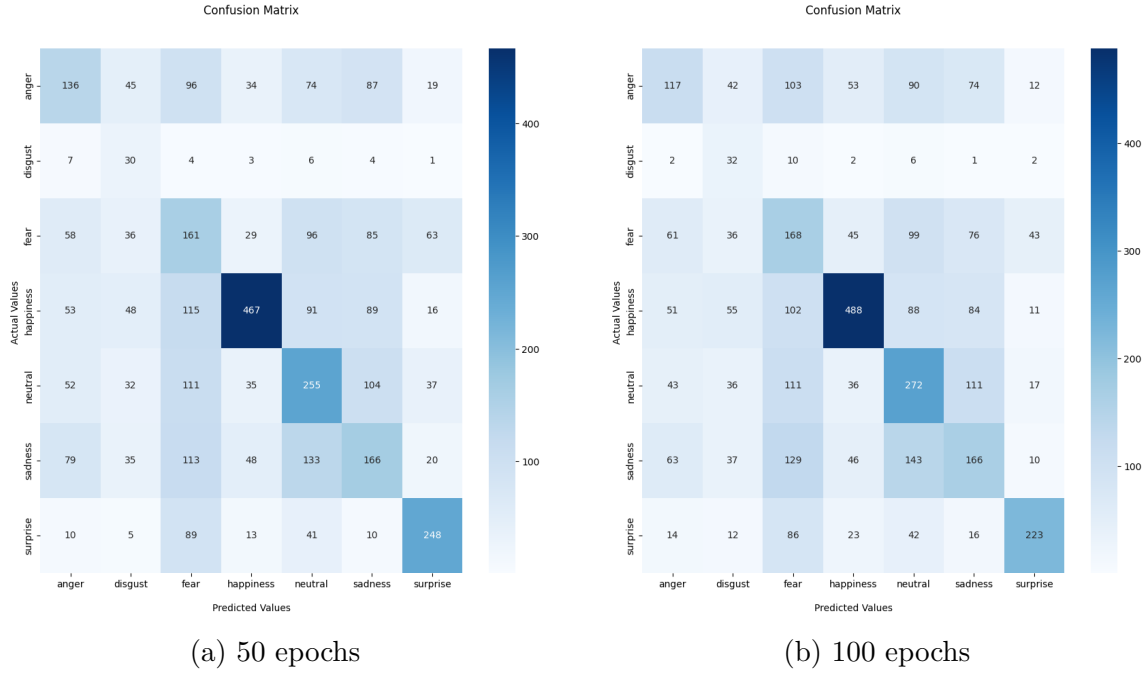 Confusion Matrix
anger 136 45 96 34 74 87 19
disgust 7 30 4 3 6 4 1
fear 58 36 161 29 96 85 63
happiness 53 48 115 467 91 89 16
neutral 52 32 111 35 255 104 37
sadness 79 35 113 48 133 166 20
surprise 10 5 89 13 41 10 248
Actual Values
anger disgust fear happiness neutral sadness surprise
Predicted Values
400
300
200
100
(a) 50 epochs
Confusion Matrix
anger 117 42 103 53 90 74 12
disgust 2 32 10 2 6 1 2
fear 61 36 168 45 99 76 43
happiness 51 55 102 488 88 84 11
neutral 43 36 111 36 272 111 17
sadness 63 37 129 46 143 166 10
surprise 14 12 86 23 42 16 223
Actual Values
anger disgust fear happiness neutral sadness surprise
Predicted Values
400
300
200
100
(b) 100 epochs